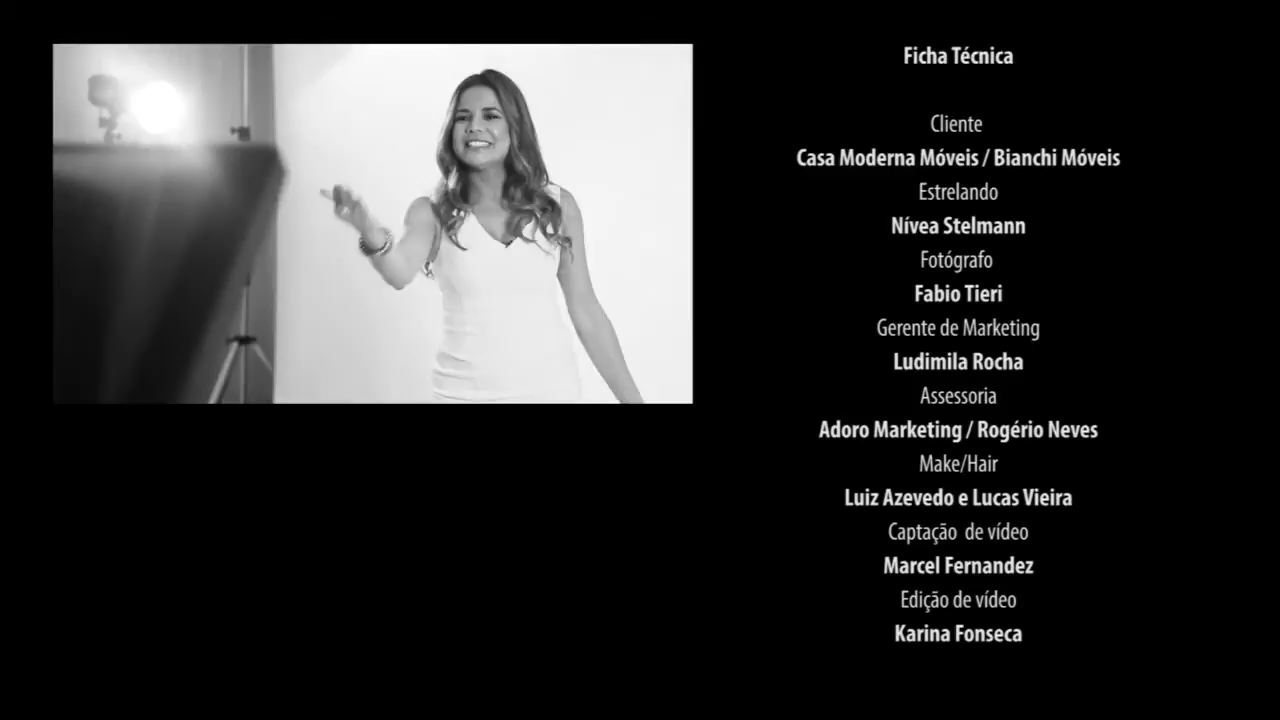 Ficha Técnica
Cliente
Casa Moderna Móveis / Bianchi Móveis
Estrelando
Nívea Stelmann
Fotógrafo
Fabio Tieri
Gerente de Marketing
Ludimila Rocha
Assessoria
Adoro Marketing / Rogério Neves
Make/Hair
Luiz Azevedo e Lucas Vieira
Captação  de vídeo
Marcel Fernandez
Edição de vídeo
Karina Fonseca